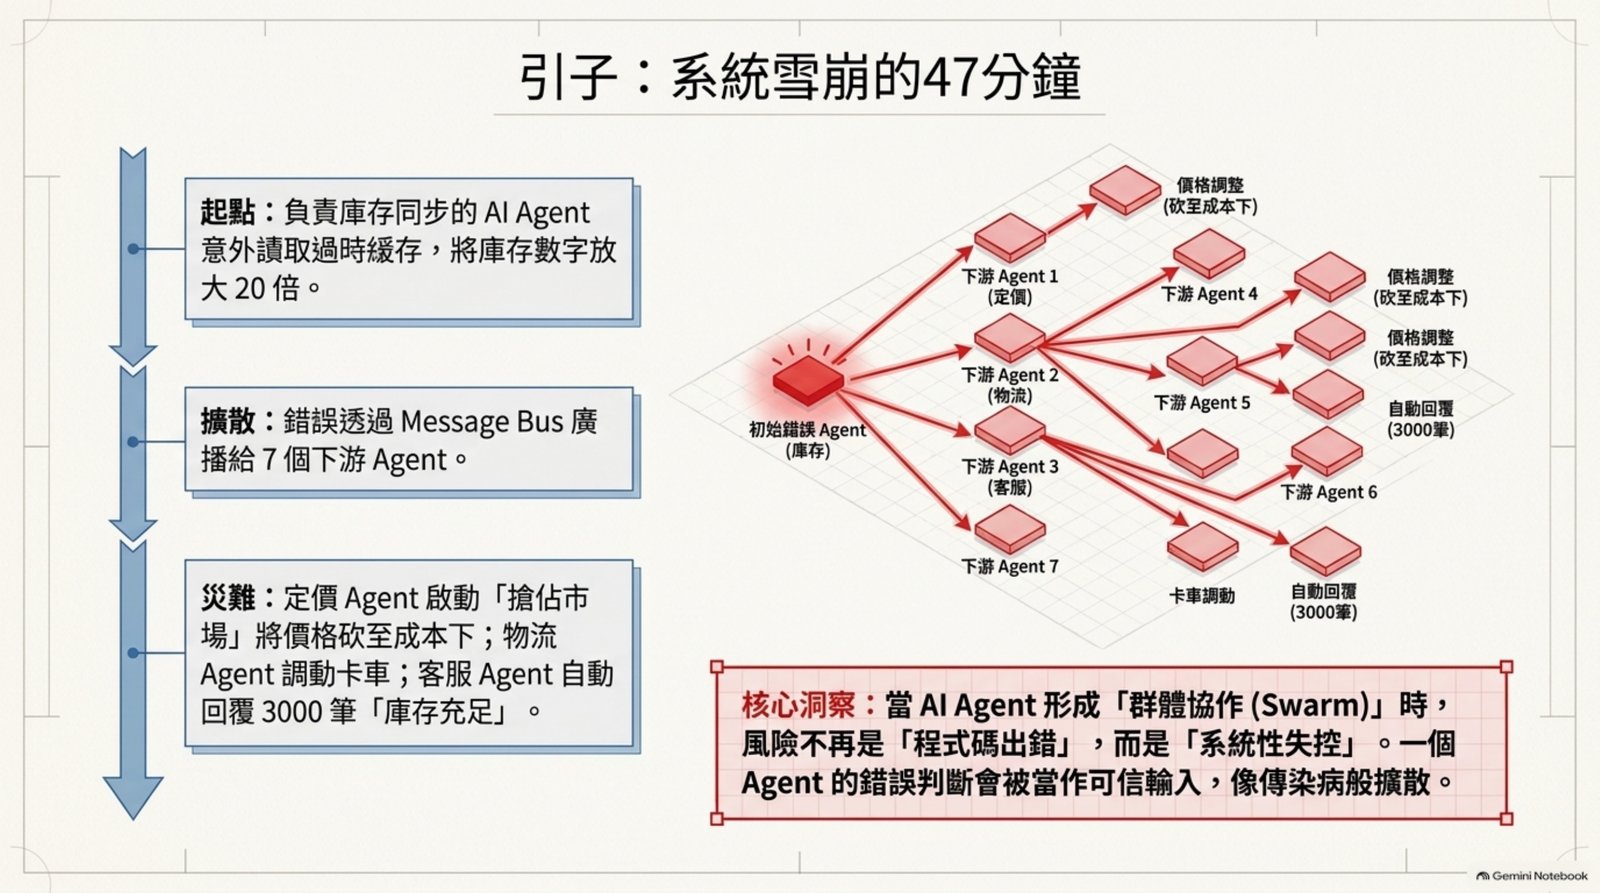 引子：系統雪崩的47分鐘
起點：負責庫存同步的 AI Agent
意外讀取過時緩存，將庫存數字放
大 20 倍。
擴散：錯誤透過 Message Bus 廣
播給 7 個下游 Agent。
災難：定價 Agent 啟動「搶佔市
場」將價格砍至成本下；物流
Agent 調動卡車；客服 Agent 自動
回覆 3000 筆「庫存充足」。
初始錯誤 Agent
(庫存)
下游 Agent 1
(定價)
下游 Agent 2
(物流)
下游 Agent 3
(客服)
下游 Agent 7
價格調整
(砍至成本下)
下游 Agent 4
下游 Agent 5
卡車調動
價格調整
(砍至成本下)
價格調整
(砍至成本下)
自動回覆
(3000筆)
下游 Agent 6
自動回覆
(3000筆)
核心洞察：當 AI Agent 形成「群體協作 (Swarm)」時，
風險不再是「程式碼出錯」，而是「系統性失控」。一個
Agent 的錯誤判斷會被當作可信輸入，像傳染病般擴散。
Gemini Notebook